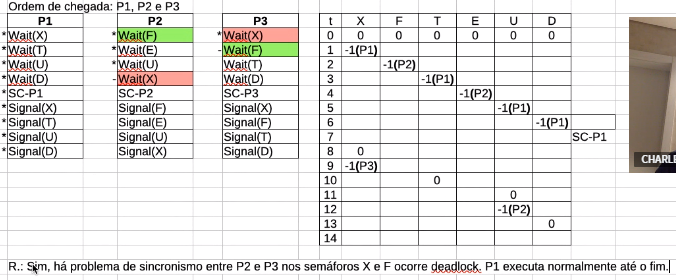 Ordem de chegada: P1, P2 e P3
P1 P2 P3 t X F T E U D
*Wait(X) *Wait(F) *Wait(X) 0 0 0 0 0 0 0
*Wait(T) *Wait(E) -Wait(F) 1 -1(P1)
*Wait(U) *Wait(U) Wait(T) 2 -1(P2)
*Wait(D) -Wait(X) Wait(D) 3 -1(P1)
*SC-P1 SC-P2 SC-P3 4 -1(P2)
*Signal(X) Signal(F) Signal(X) 5 -1(P1)
*Signal(T) Signal(E) Signal(F) 6 -1(P1)
*Signal(U) Signal(U) Signal(T) 7 SC-P1
*Signal(D) Signal(X) Signal(D) 8 0
9 -1(P3)
10 0
11 0
12 -1(P2)
13 0
14
CHARL
R.: Sim, há problema de sincronismo entre P2 e P3 nos semáforos X e F ocorre deadlock. P1 executa normalmente até o fim.